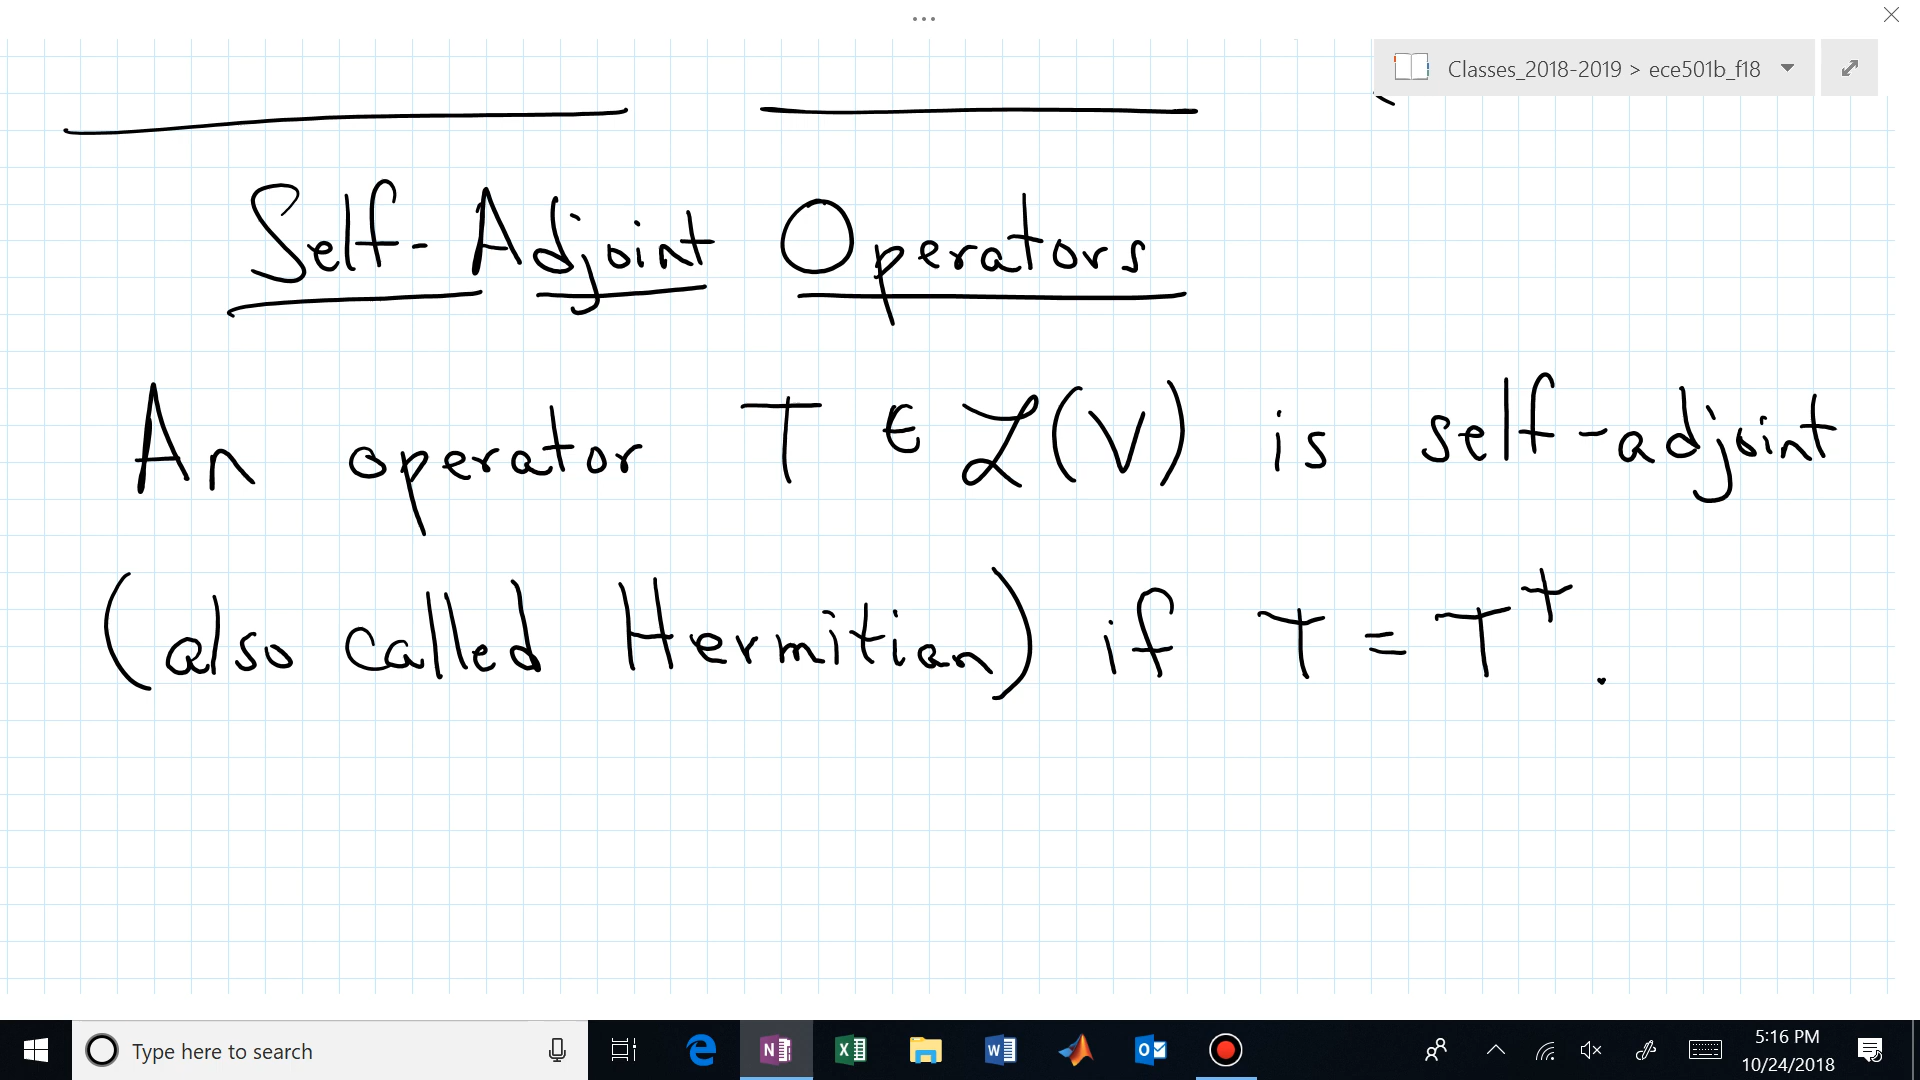 Classes_2018-2019 > ece501b_f18
Self-Adjoint Operators
An operator T ∈ ℒ(V) is self-adjoint
(also called Hermitian) if T = T⁺.
Type here to search
5:16 PM
10/24/2018